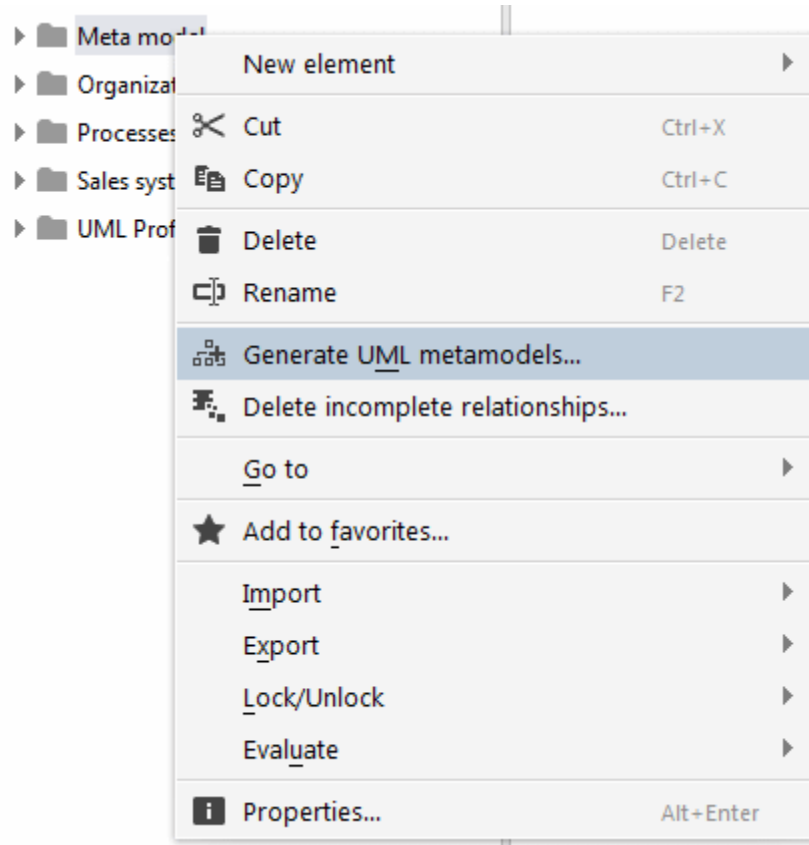 Meta model
New element
Organizat
Cut Ctrl+X
Processes
Copy Ctrl+C
Sales syst
UML Prof
Delete Delete
Rename F2
Generate UML metamodels...
Delete incomplete relationships...
Go to
Add to favorites...
Import
Export
Lock/Unlock
Evaluate
Properties... Alt+Enter